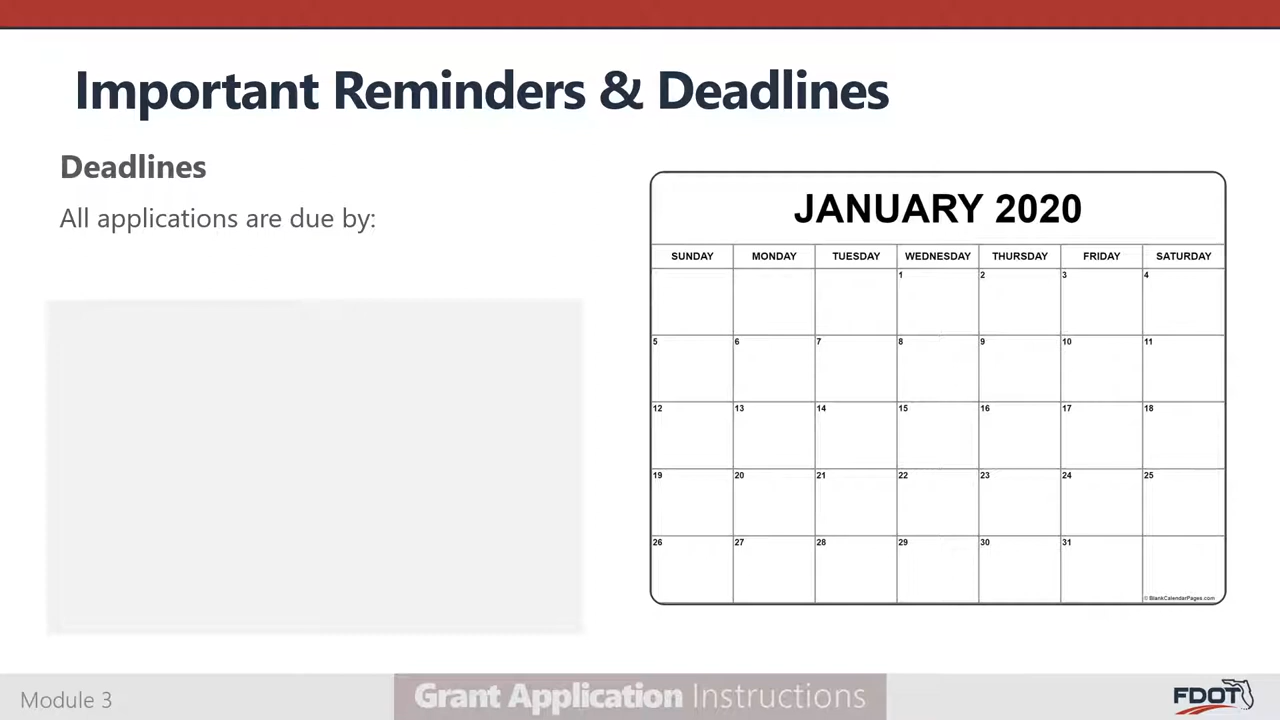 Important Reminders & Deadlines
Deadlines
All applications are due by:
JANUARY 2020
SUNDAY MONDAY TUESDAY WEDNESDAY THURSDAY FRIDAY SATURDAY
1 2 3 4
5 6 7 8 9 10 11
12 13 14 15 16 17 18
19 20 21 22 23 24 25
26 27 28 29 30 31
© BlankCalendarPages.com
Module 3
Grant Application Instructions
FDOT